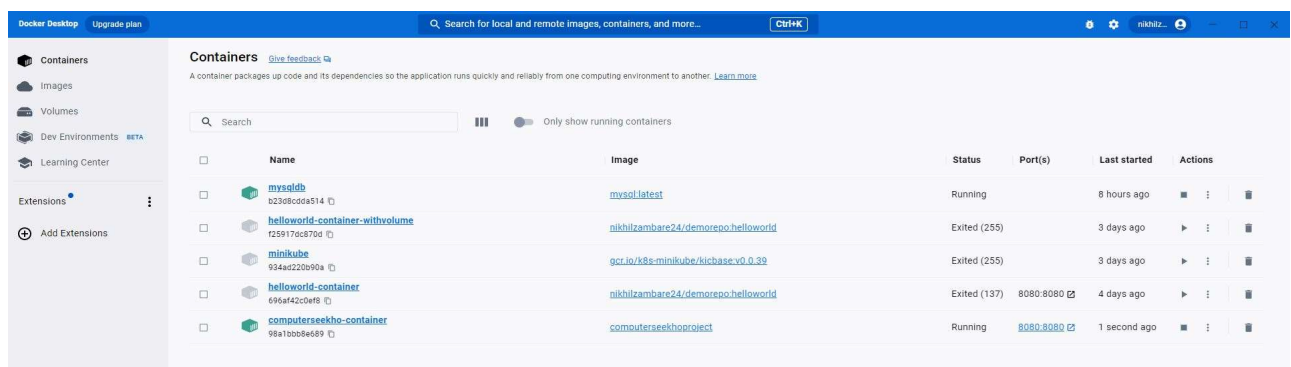 Docker Desktop Upgrade plan Search for local and remote images, containers, and more... Ctrl+K nikhilz...
Containers
Images
Volumes
Dev Environments BETA
Learning Center
Extensions
Add Extensions
Containers Give feedback
A container packages up code and its dependencies so the application runs quickly and reliably from one computing environment to another. Learn more
Search Only show running containers
Name Image Status Port(s) Last started Actions
mysqldb mysql:latest Running 8 hours ago
b23d8cdda514
helloworld-container-withvolume nikhilzambare24/demorepo:helloworld Exited (255) 3 days ago
f25917dc870d
minikube gcr.io/k8s-minikube/kicbase:v0.0.39 Exited (255) 3 days ago
934ad220b90a
helloworld-container nikhilzambare24/demorepo:helloworld Exited (137) 8080:8080 4 days ago
696af42c0ef8
computerseekho-container computerseekhoproject Running 8080:8080 1 second ago
98a1bbb8e689